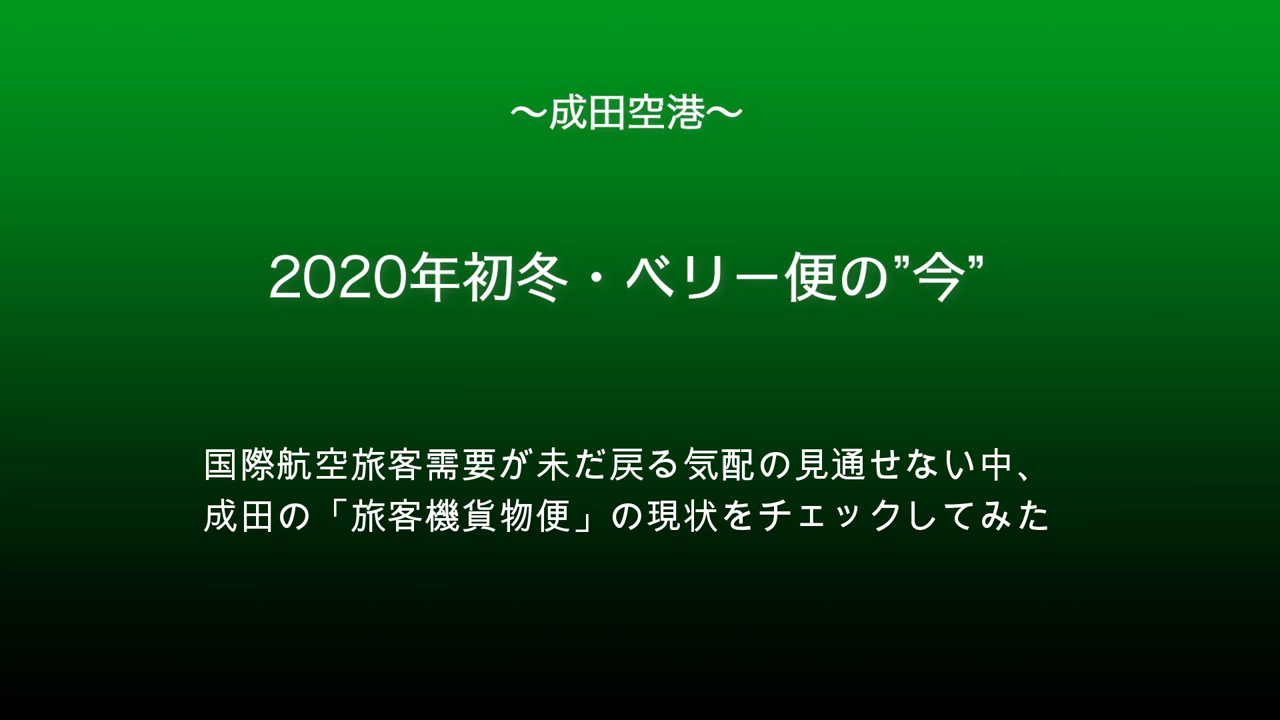 〜成田空港〜
2020年初冬・ベリー便の”今”
国際航空旅客需要が未だ戻る気配の見通せない中、
成田の「旅客機貨物便」の現状をチェックしてみた